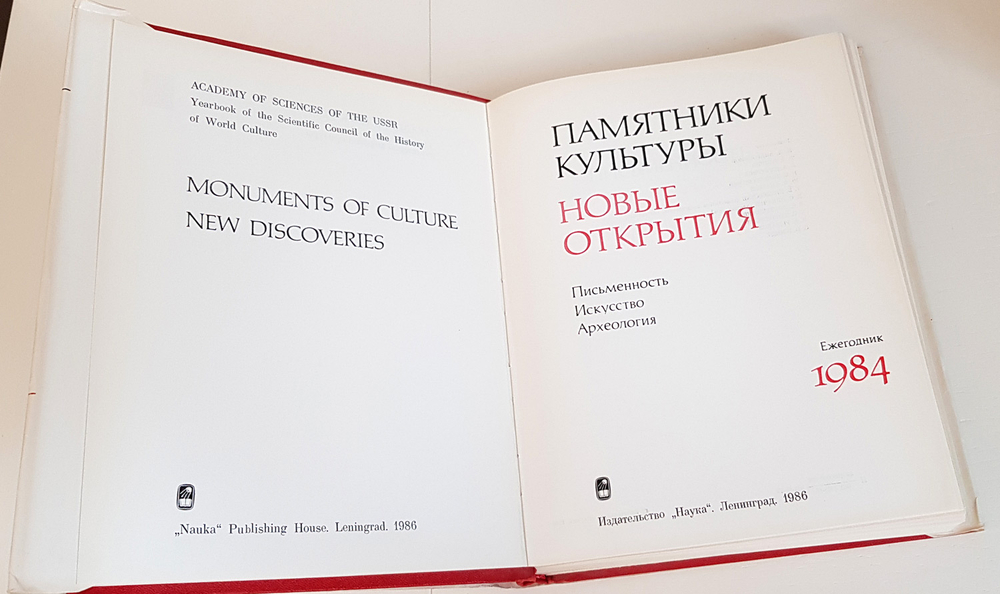 ACADEMY OF SCIENCES OF THE USSR
Yearbook of the Scientific Council of the History
of World Culture
MONUMENTS OF CULTURE
NEW DISCOVERIES
„Nauka“ Publishing House. Leningrad. 1986
ПАМЯТНИКИ
КУЛЬТУРЫ
НОВЫЕ
ОТКРЫТИЯ
Письменность
Искусство
Археология
Ежегодник
1984
Издательство „Наука“. Ленинград. 1986